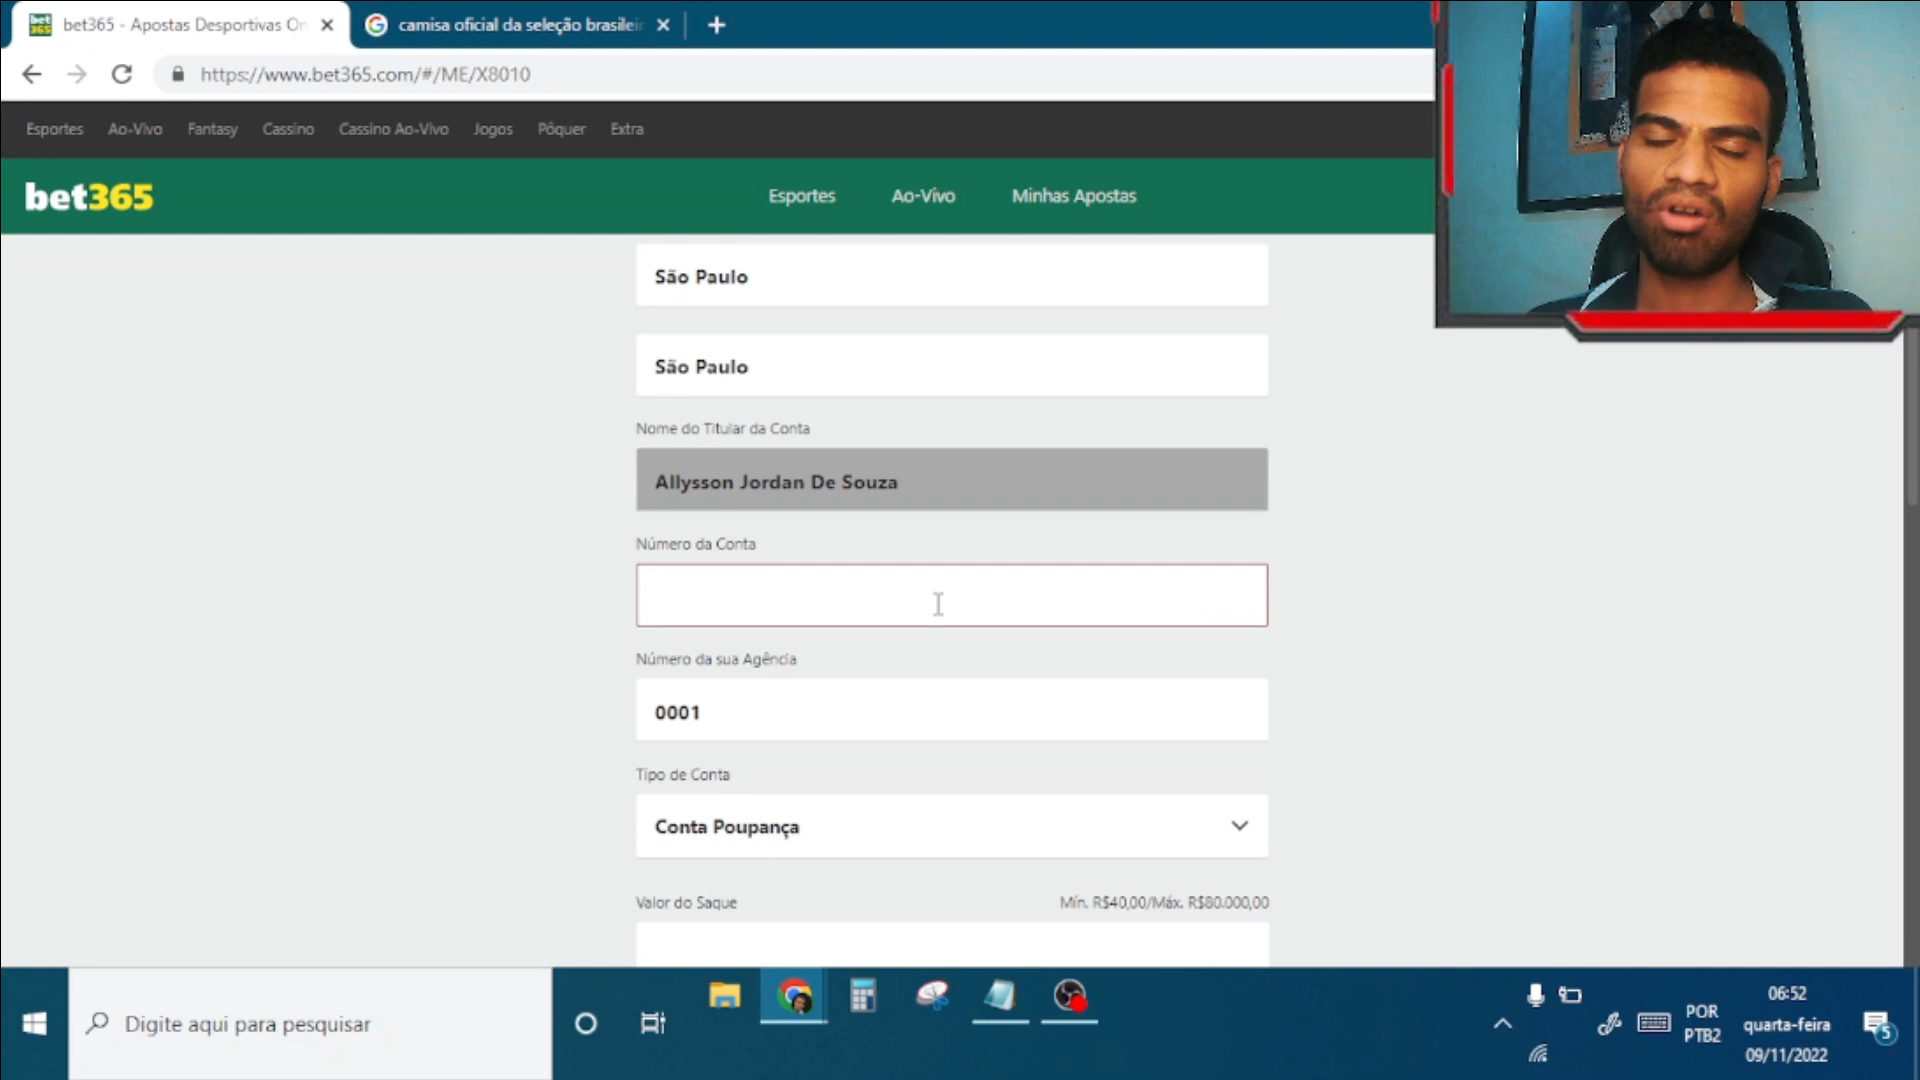 bet365 - Apostas Desportivas On
camisa oficial da seleção brasileir
https://www.bet365.com/#/ME/X8010
Esportes Ao-Vivo Fantasy Cassino Cassino Ao-Vivo Jogos Pôquer Extra
bet365
Esportes Ao-Vivo Minhas Apostas
São Paulo
São Paulo
Nome do Titular da Conta
Allysson Jordan De Souza
Número da Conta
Número da sua Agência
0001
Tipo de Conta
Conta Poupança
Valor do Saque Mín. R$40,00/Máx. R$80.000,00
Digite aqui para pesquisar
POR
PTB2
06:52
quarta-feira
09/11/2022
5